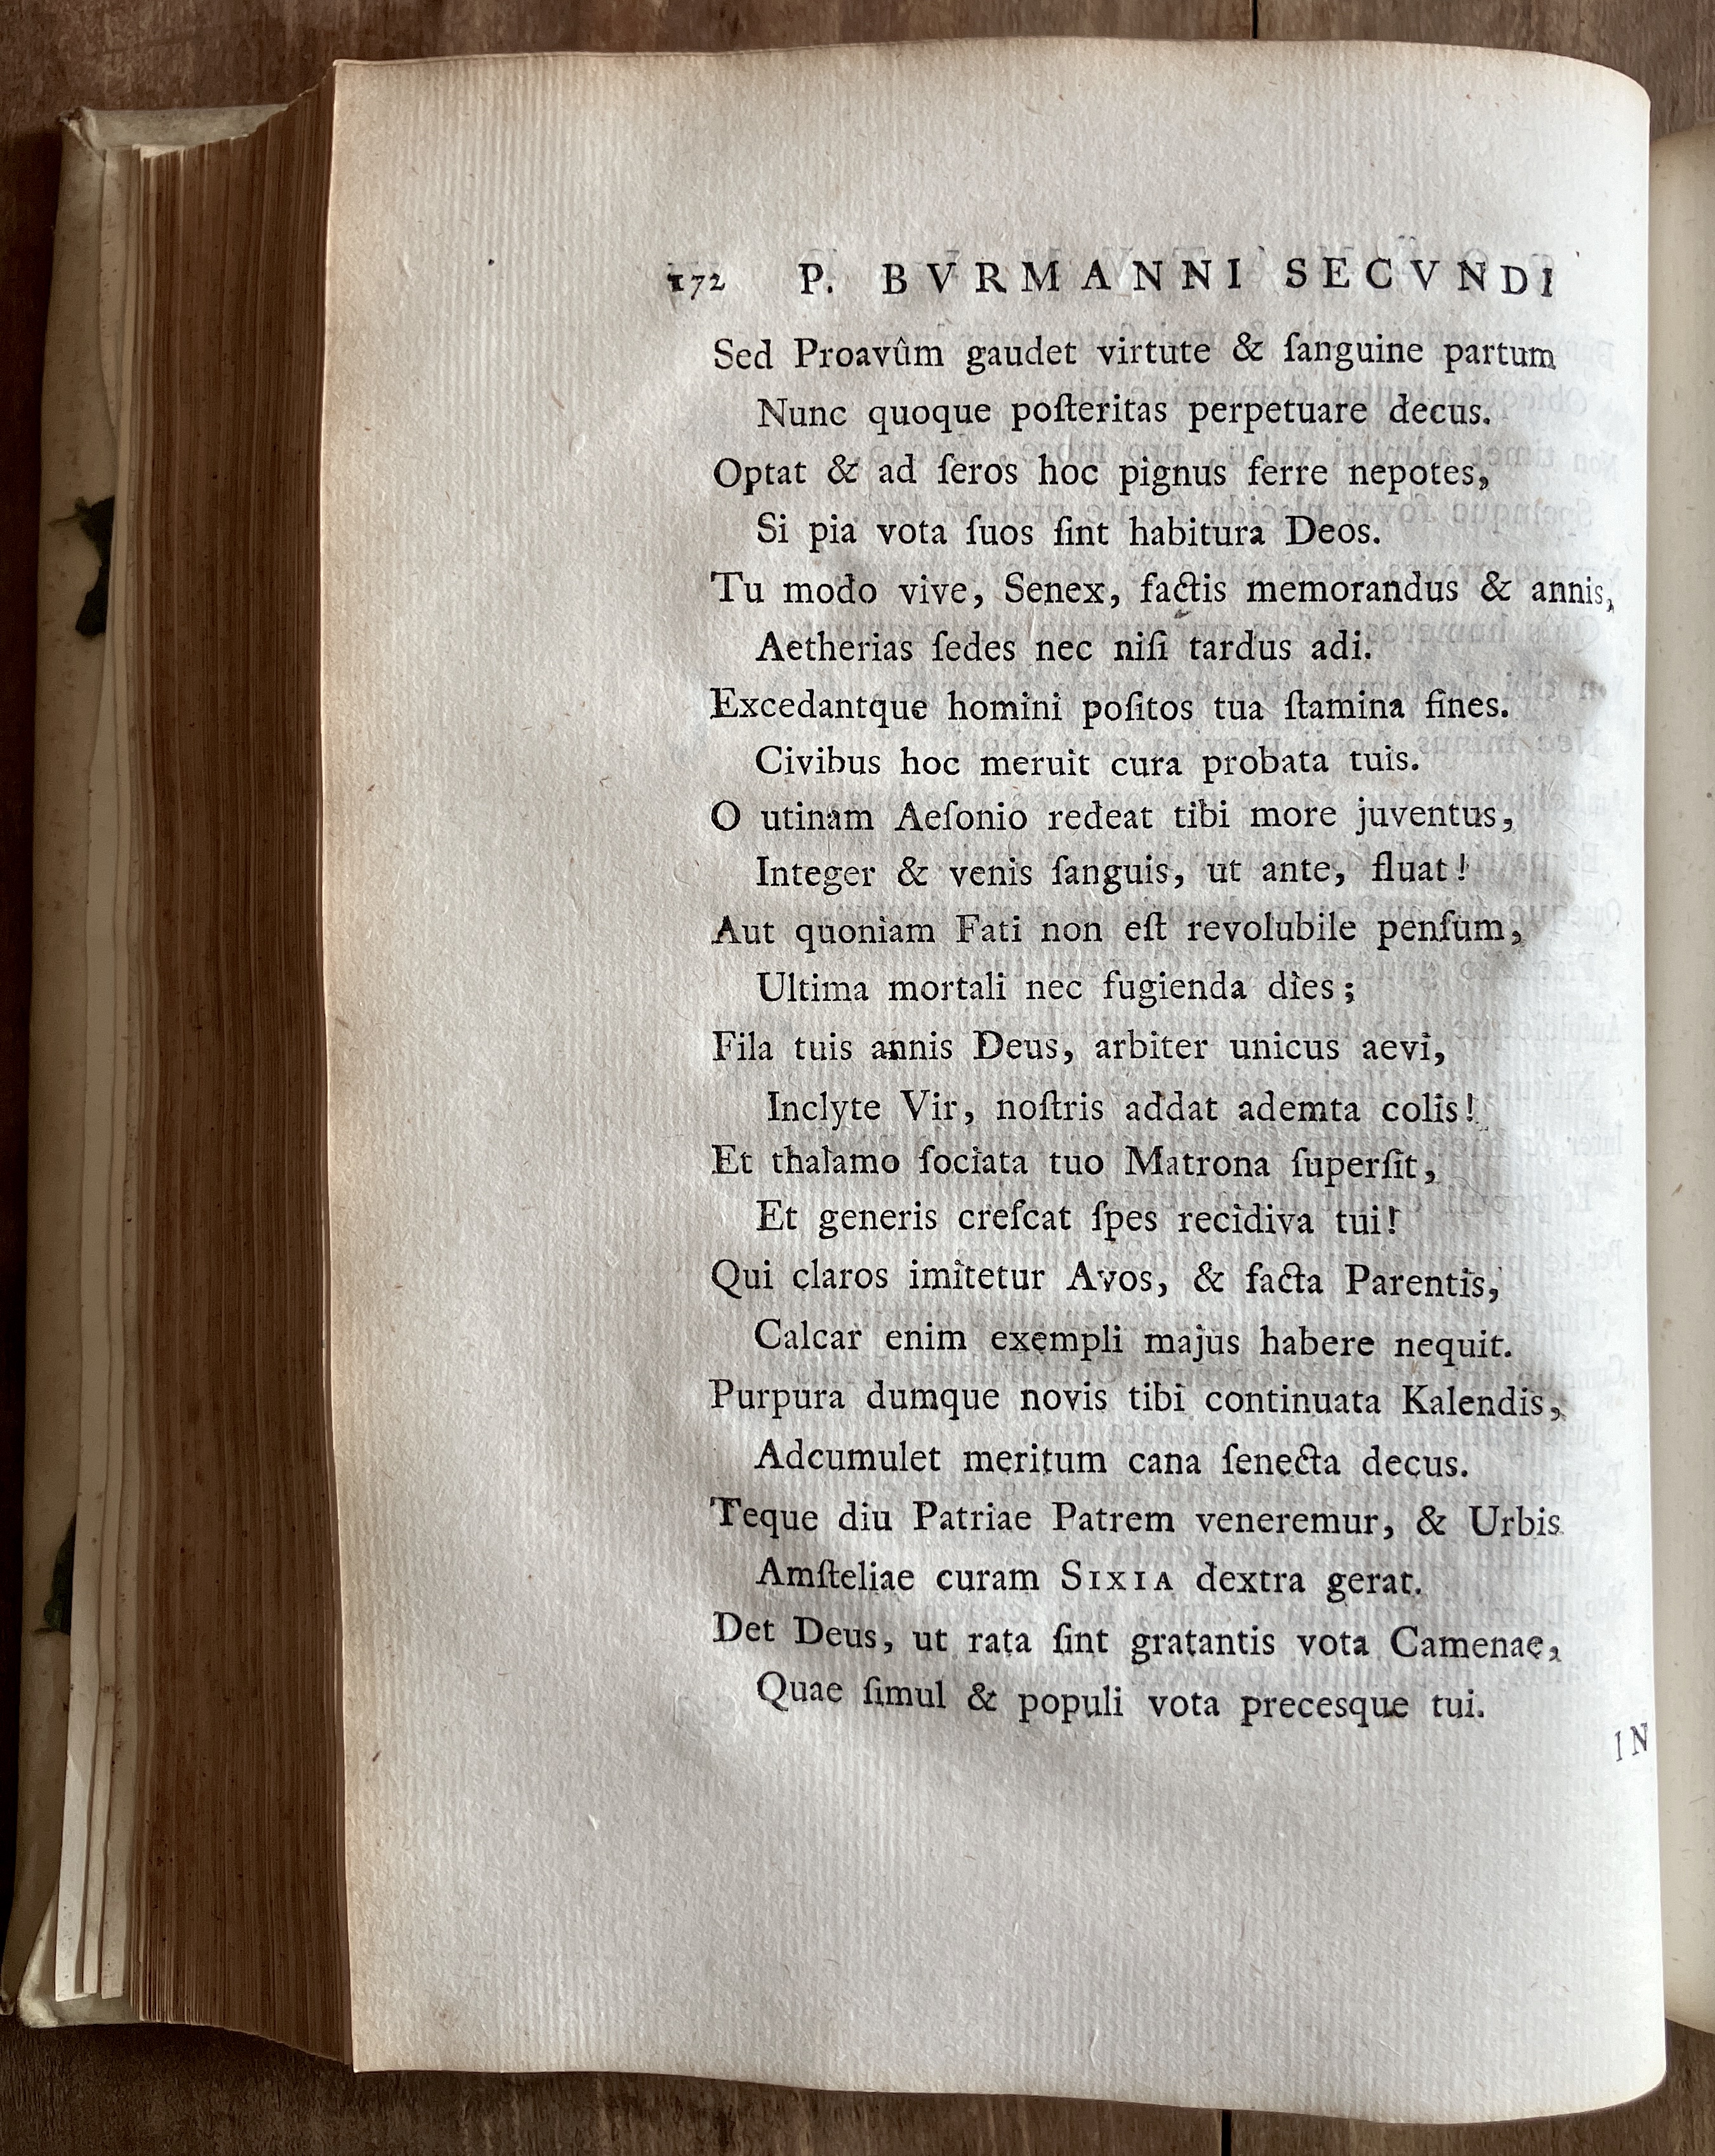 172 P. BVRMANNI SECVNDI
Sed Proavûm gaudet virtute & ſanguine partum
Nunc quoque poſteritas perpetuare decus.
Optat & ad ſeros hoc pignus ferre nepotes,
Si pia vota ſuos ſint habitura Deos.
Tu modo vive, Senex, factis memorandus & annis,
Aetherias ſedes nec niſi tardus adi.
Excedantque homini poſitos tua ſtamina fines.
Civibus hoc meruit cura probata tuis.
O utinam Aeſonio redeat tibi more juventus,
Integer & venis ſanguis, ut ante, fluat!
Aut quoniam Fati non eſt revolubile penſum,
Ultima mortali nec fugienda dies;
Fila tuis annis Deus, arbiter unicus aevi,
Inclyte Vir, noſtris addat ademta colis!
Et thalamo ſociata tuo Matrona ſuperſit,
Et generis creſcat ſpes recidiva tui!
Qui claros imitetur Avos, & facta Parentis,
Calcar enim exempli majus habere nequit.
Purpura dumque novis tibi continuata Kalendis,
Adcumulet meritum cana ſenecta decus.
Teque diu Patriae Patrem veneremur, & Urbis
Amſteliae curam SIXIA dextra gerat.
Det Deus, ut rata ſint gratantis vota Camenae,
Quae ſimul & populi vota precesque tui.
IN